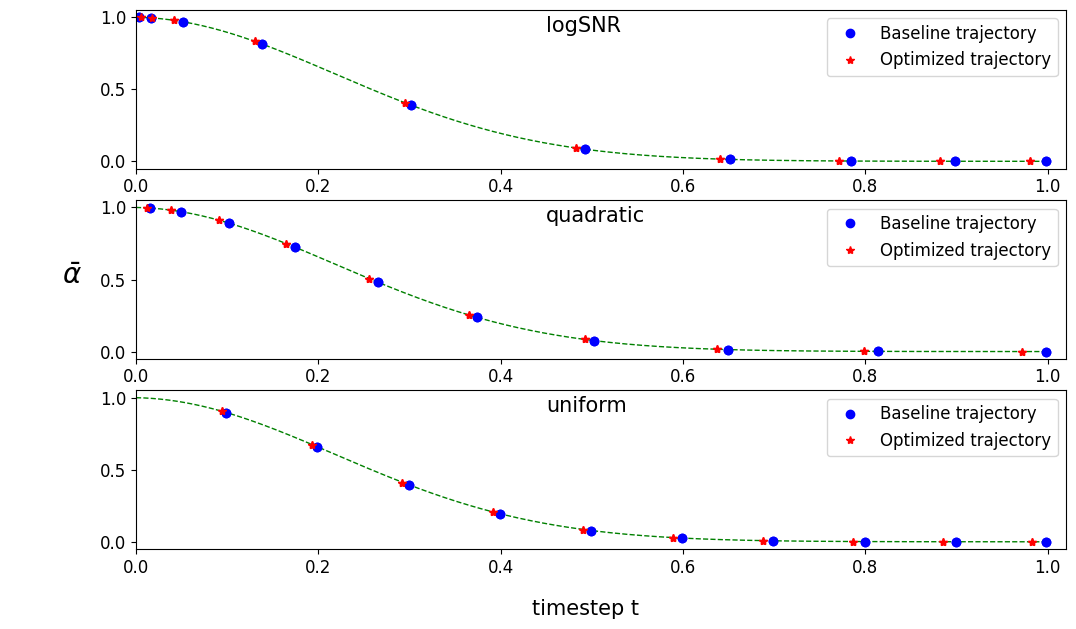 logSNR
Baseline trajectory
Optimized trajectory
1.0
0.5
0.0
0.0 0.2 0.4 0.6 0.8 1.0
quadratic
Baseline trajectory
Optimized trajectory
1.0
0.5
0.0
0.0 0.2 0.4 0.6 0.8 1.0
ᾱ
uniform
Baseline trajectory
Optimized trajectory
1.0
0.5
0.0
0.0 0.2 0.4 0.6 0.8 1.0
timestep t